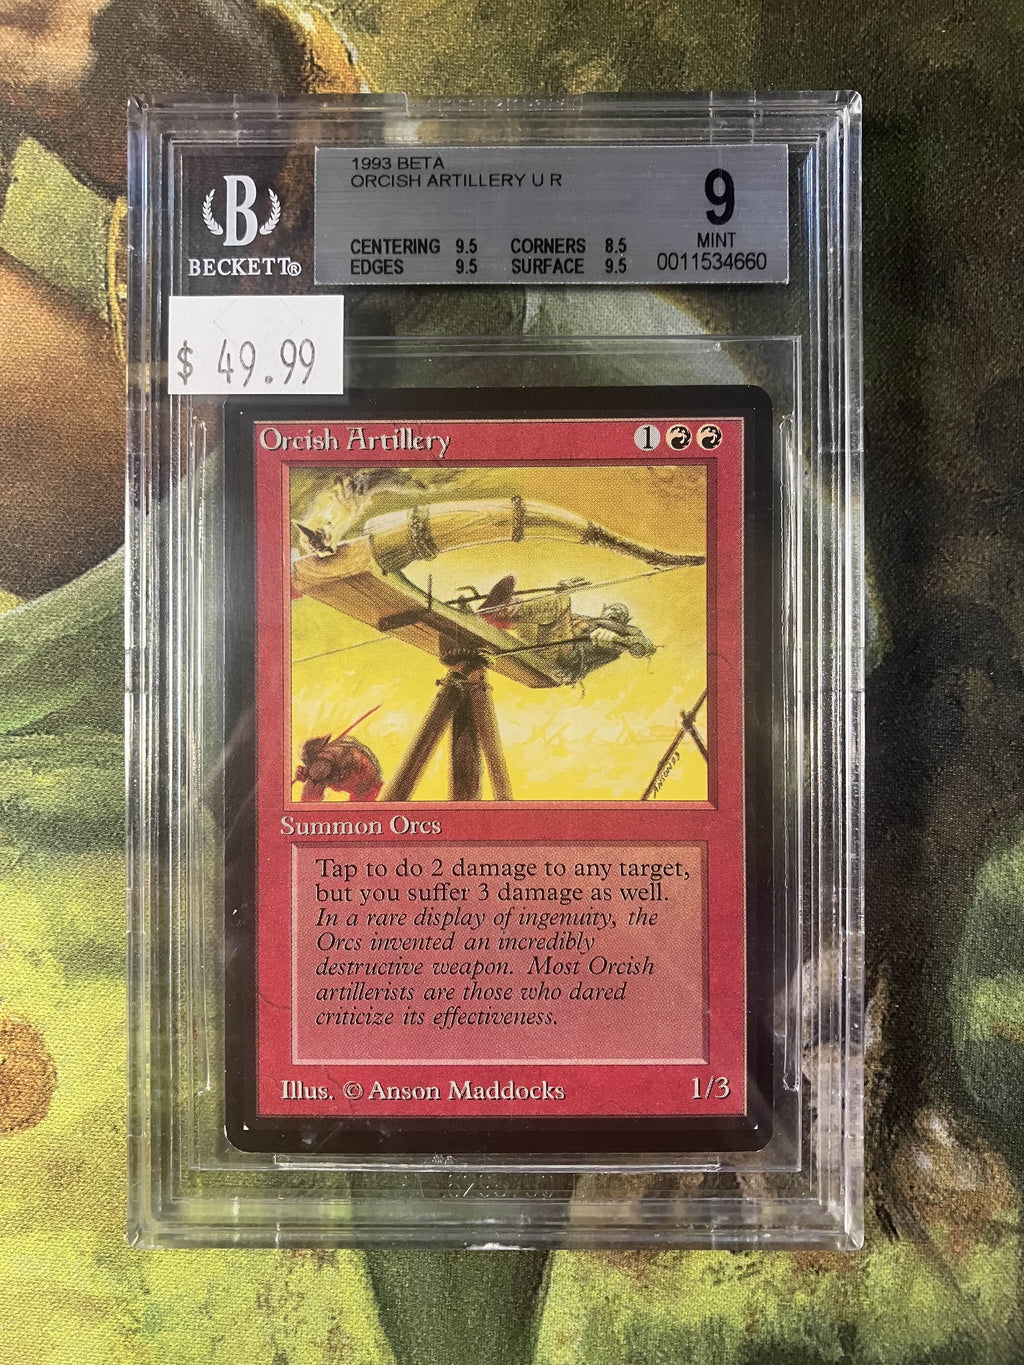 1993 BETA
ORCISH ARTILLERY U R
9
MINT
CENTERING 9.5 CORNERS 8.5
EDGES 9.5 SURFACE 9.5
0011534660
B
BECKETT®
$ 49.99
Orcish Artillery 1
ANSON93
Summon Orcs
Tap to do 2 damage to any target,
but you suffer 3 damage as well.
In a rare display of ingenuity, the
Orcs invented an incredibly
destructive weapon. Most Orcish
artillerists are those who dared
criticize its effectiveness.
Illus. © Anson Maddocks 1/3